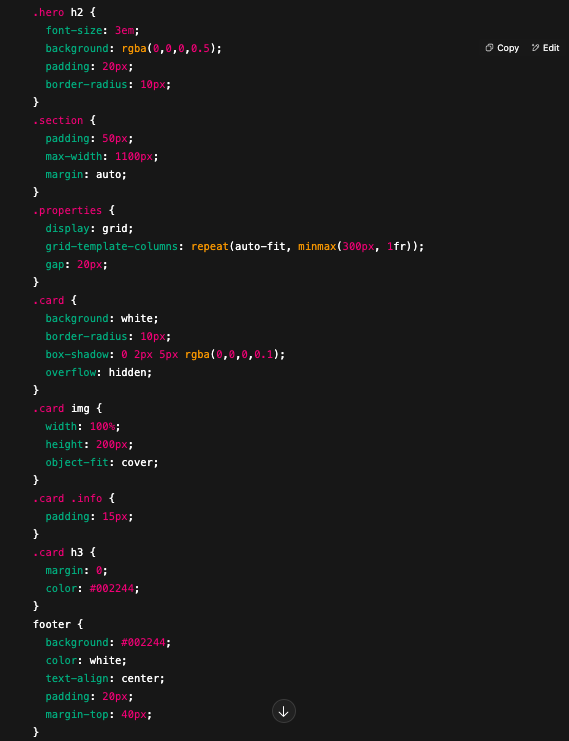 .hero h2 {
  font-size: 3em;
  background: rgba(0,0,0,0.5);
Copy Edit
  padding: 20px;
  border-radius: 10px;
}
.section {
  padding: 50px;
  max-width: 1100px;
  margin: auto;
}
.properties {
  display: grid;
  grid-template-columns: repeat(auto-fit, minmax(300px, 1fr));
  gap: 20px;
}
.card {
  background: white;
  border-radius: 10px;
  box-shadow: 0 2px 5px rgba(0,0,0,0.1);
  overflow: hidden;
}
.card img {
  width: 100%;
  height: 200px;
  object-fit: cover;
}
.card .info {
  padding: 15px;
}
.card h3 {
  margin: 0;
  color: #002244;
}
footer {
  background: #002244;
  color: white;
  text-align: center;
  padding: 20px;
  margin-top: 40px;
}